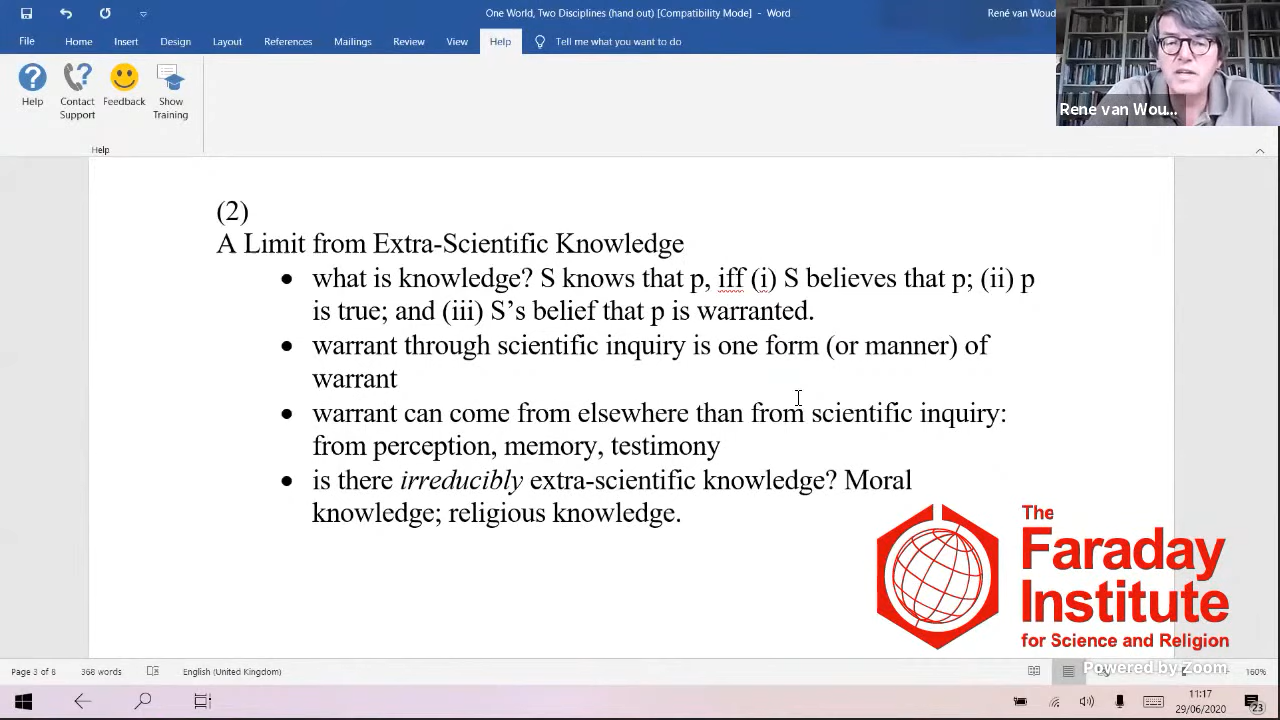 One World, Two Disciplines (hand out) [Compatibility Mode] - Word
René van Woud
File Home Insert Design Layout References Mailings Review View Help Tell me what you want to do
Help
Contact Support
Feedback
Show Training
Help
René van Wou...
(2)
A Limit from Extra-Scientific Knowledge
• what is knowledge? S knows that p, iff (i) S believes that p; (ii) p
is true; and (iii) S’s belief that p is warranted.
• warrant through scientific inquiry is one form (or manner) of
warrant
• warrant can come from elsewhere than from scientific inquiry:
from perception, memory, testimony
• is there irreducibly extra-scientific knowledge? Moral
knowledge; religious knowledge.
The
Faraday
Institute
for Science and Religion
Powered by Zoom
Page 3 of 8 368 words English (United Kingdom) 160%
11:17
29/06/2020
23